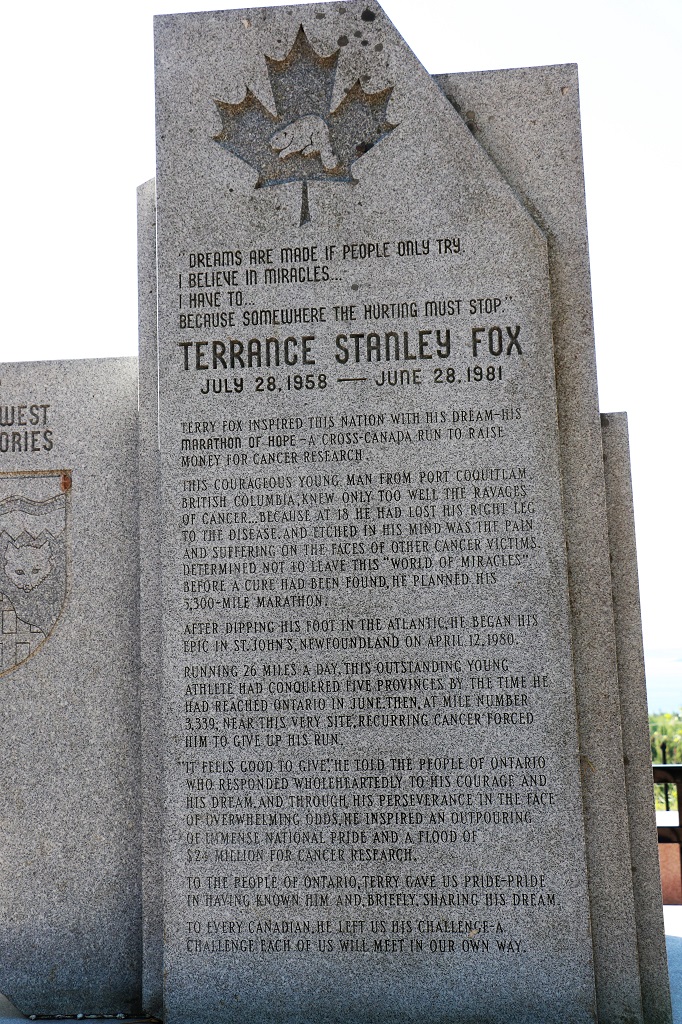 WEST
ORIES
"DREAMS ARE MADE IF PEOPLE ONLY TRY.
I BELIEVE IN MIRACLES...
I HAVE TO...
BECAUSE SOMEWHERE THE HURTING MUST STOP."
TERRANCE STANLEY FOX
JULY 28, 1958 — JUNE 28, 1981
TERRY FOX INSPIRED THIS NATION WITH HIS DREAM-HIS
MARATHON OF HOPE-A CROSS-CANADA RUN TO RAISE
MONEY FOR CANCER RESEARCH.
THIS COURAGEOUS YOUNG MAN FROM PORT COQUITLAM,
BRITISH COLUMBIA, KNEW ONLY TOO WELL THE RAVAGES
OF CANCER...BECAUSE AT 18 HE HAD LOST HIS RIGHT LEG
TO THE DISEASE, AND ETCHED IN HIS MIND WAS THE PAIN
AND SUFFERING ON THE FACES OF OTHER CANCER VICTIMS.
DETERMINED NOT TO LEAVE THIS "WORLD OF MIRACLES"
BEFORE A CURE HAD BEEN FOUND, HE PLANNED HIS
5,300-MILE MARATHON.
AFTER DIPPING HIS FOOT IN THE ATLANTIC, HE BEGAN HIS
EPIC IN ST. JOHN'S, NEWFOUNDLAND ON APRIL 12, 1980.
RUNNING 26 MILES A DAY, THIS OUTSTANDING YOUNG
ATHLETE HAD CONQUERED FIVE PROVINCES BY THE TIME HE
HAD REACHED ONTARIO IN JUNE. THEN, AT MILE NUMBER
3,339, NEAR THIS VERY SITE, RECURRING CANCER FORCED
HIM TO GIVE UP HIS RUN.
"IT FEELS GOOD TO GIVE," HE TOLD THE PEOPLE OF ONTARIO
WHO RESPONDED WHOLEHEARTEDLY TO HIS COURAGE AND
HIS DREAM, AND THROUGH HIS PERSEVERANCE IN THE FACE
OF OVERWHELMING ODDS, HE INSPIRED AN OUTPOURING
OF IMMENSE NATIONAL PRIDE AND A FLOOD OF
$24 MILLION FOR CANCER RESEARCH.
TO THE PEOPLE OF ONTARIO, TERRY GAVE US PRIDE-PRIDE
IN HAVING KNOWN HIM AND, BRIEFLY, SHARING HIS DREAM.
TO EVERY CANADIAN, HE LEFT US HIS CHALLENGE-A
CHALLENGE EACH OF US WILL MEET IN OUR OWN WAY.